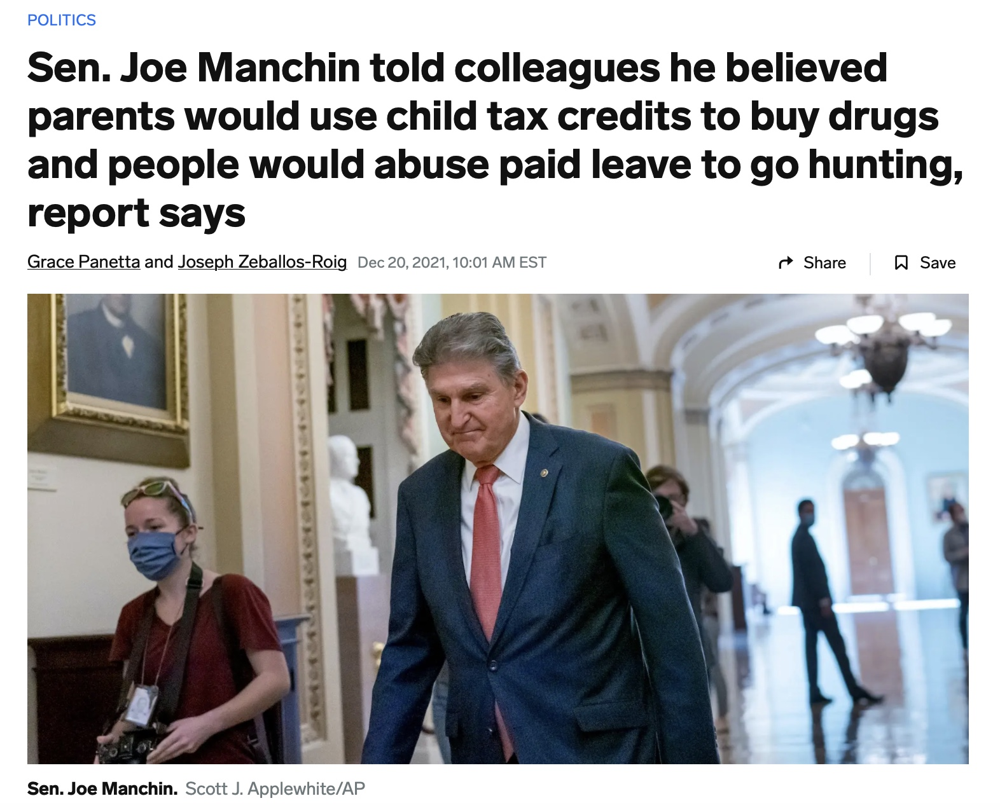 POLITICS
Sen. Joe Manchin told colleagues he believed
parents would use child tax credits to buy drugs
and people would abuse paid leave to go hunting,
report says
Grace Panetta and Joseph Zeballos-Roig Dec 20, 2021, 10:01 AM EST Share Save
Sen. Joe Manchin. Scott J. Applewhite/AP